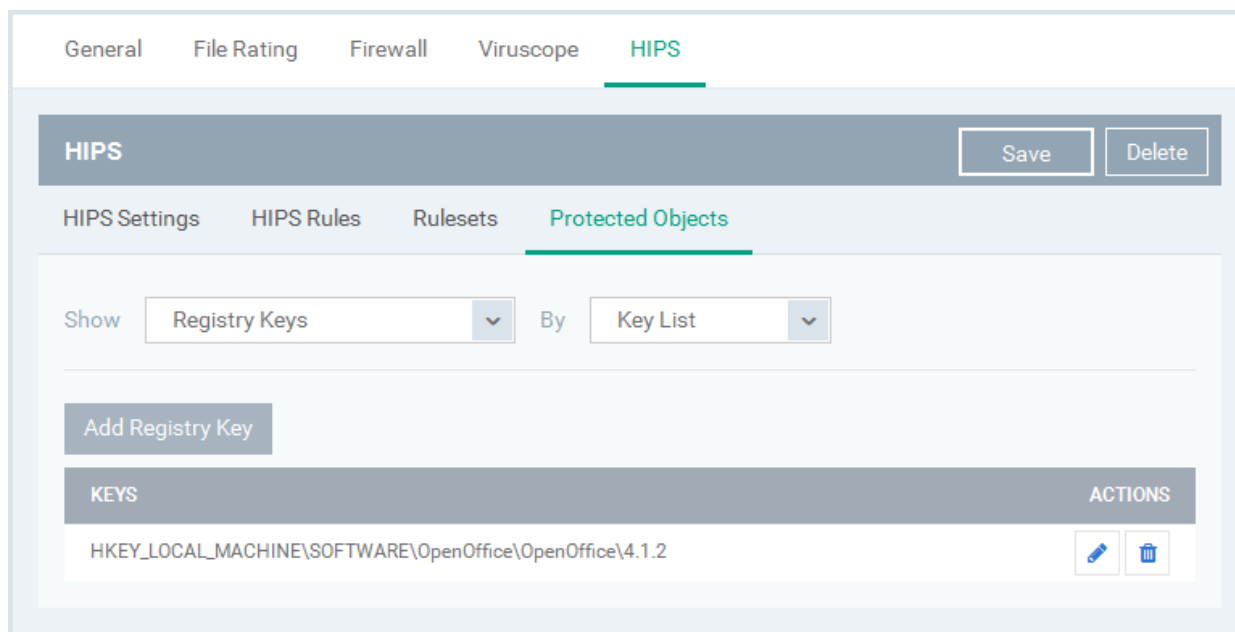 General File Rating Firewall Viruscope HIPS
HIPS Save Delete
HIPS Settings HIPS Rules Rulesets Protected Objects
Show Registry Keys By Key List
Add Registry Key
KEYS ACTIONS
HKEY_LOCAL_MACHINE\SOFTWARE\OpenOffice\OpenOffice\4.1.2